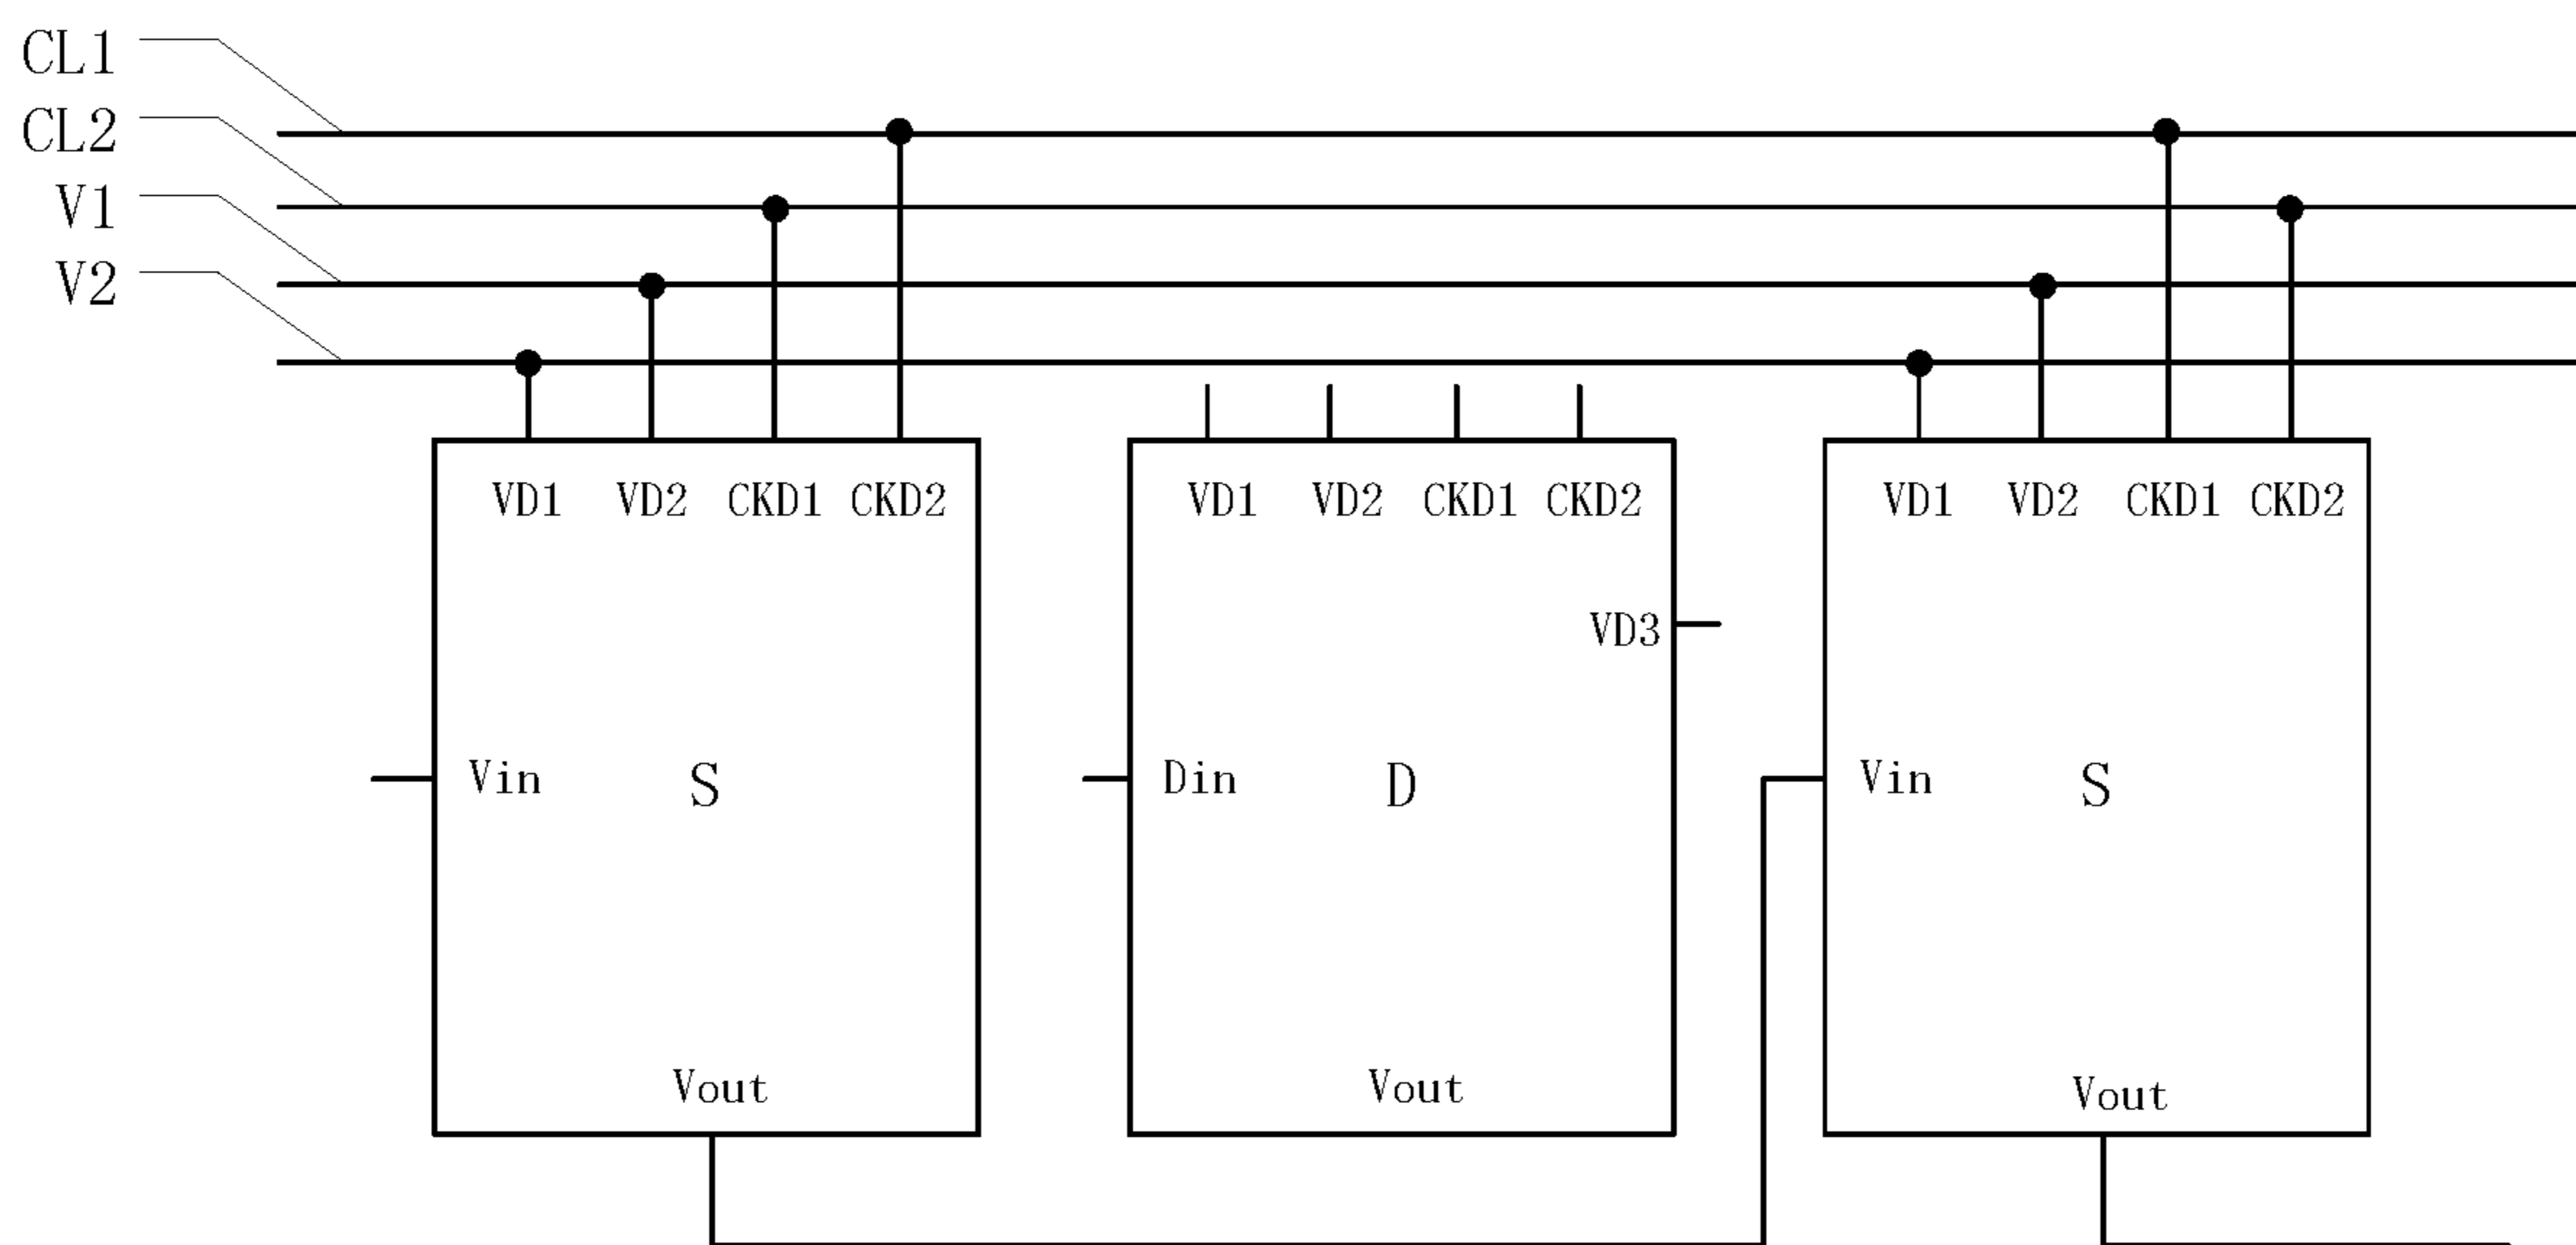 CL1
CL2
V1
V2
VD1 VD2 CKD1 CKD2 VD1 VD2 CKD1 CKD2 VD1 VD2 CKD1 CKD2
VD3
Vin S Din D Vin S
Vout Vout Vout